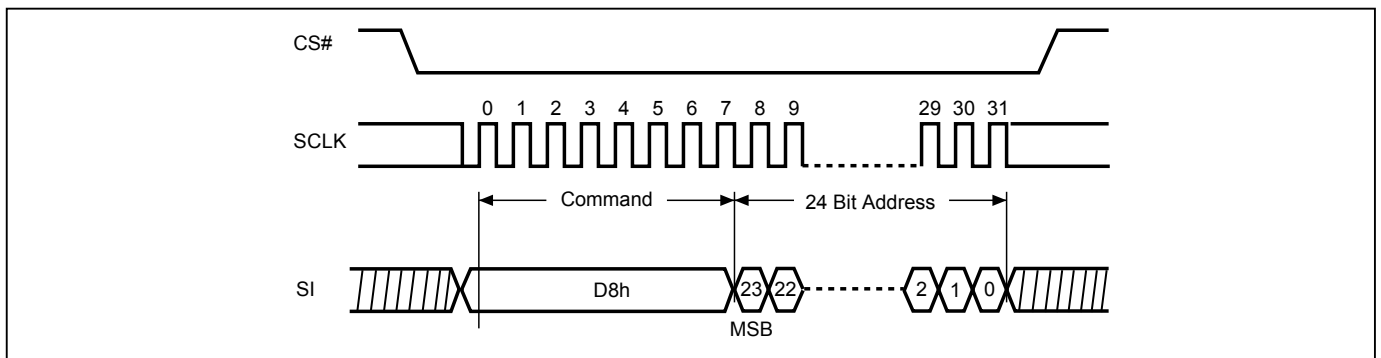 CS#
0 1 2 3 4 5 6 7 8 9 29 30 31
SCLK
Command 24 Bit Address
SI D8h 23 22 2 1 0
MSB